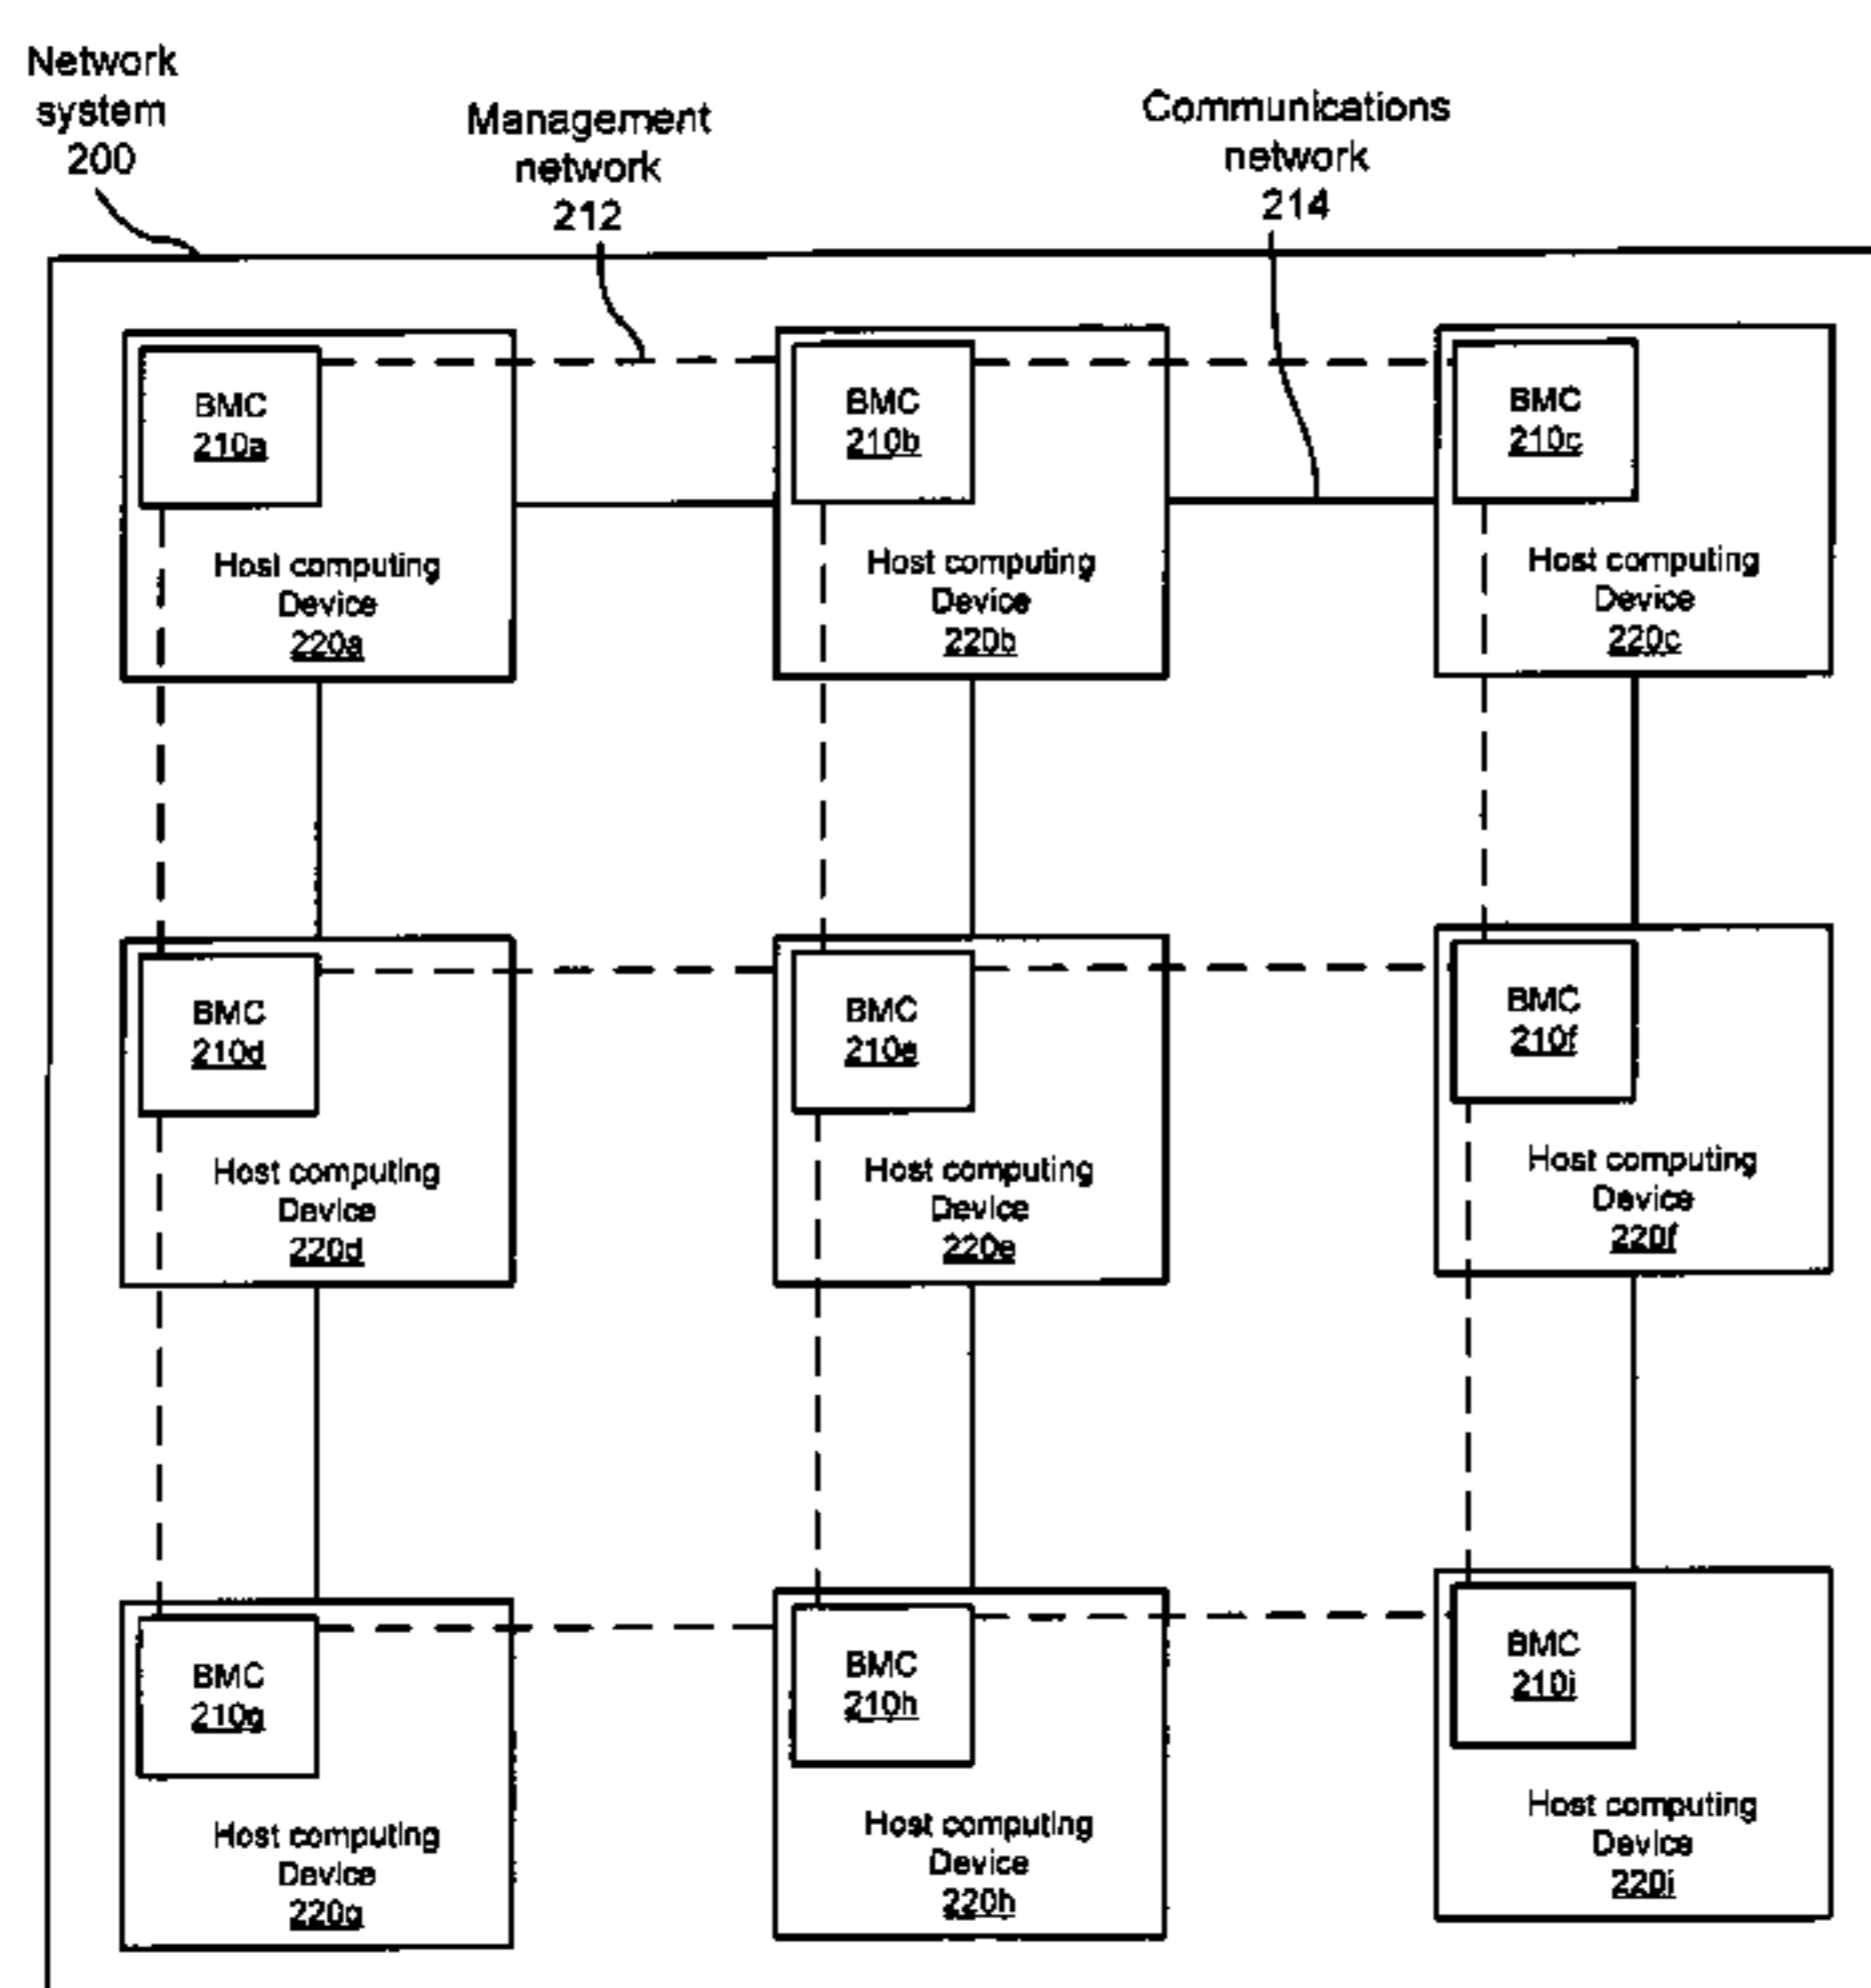 Network
system
200
Management
network
212
Communications
network
214
BMC
210a
Host computing
Device
220a
BMC
210b
Host computing
Device
220b
BMC
210c
Host computing
Device
220c
BMC
210d
Host computing
Device
220d
BMC
210e
Host computing
Device
220e
BMC
210f
Host computing
Device
220f
BMC
210g
Host computing
Device
220g
BMC
210h
Host computing
Device
220h
BMC
210i
Host computing
Device
220i